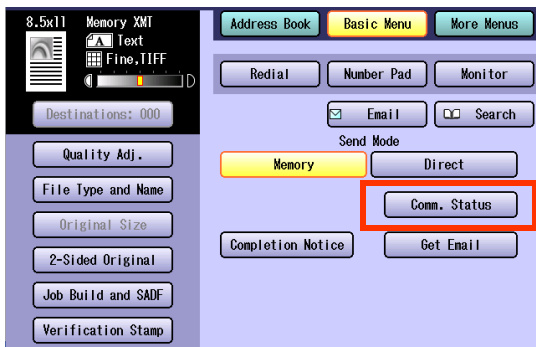 8.5x11 Memory XMT
A Text
Fine,TIFF
D
Destinations: 000
Quality Adj.
File Type and Name
Original Size
2-Sided Original
Job Build and SADF
Verification Stamp
Address Book Basic Menu More Menus
Redial Number Pad Monitor
Email Search
Send Mode
Memory Direct
Comm. Status
Completion Notice Get Email